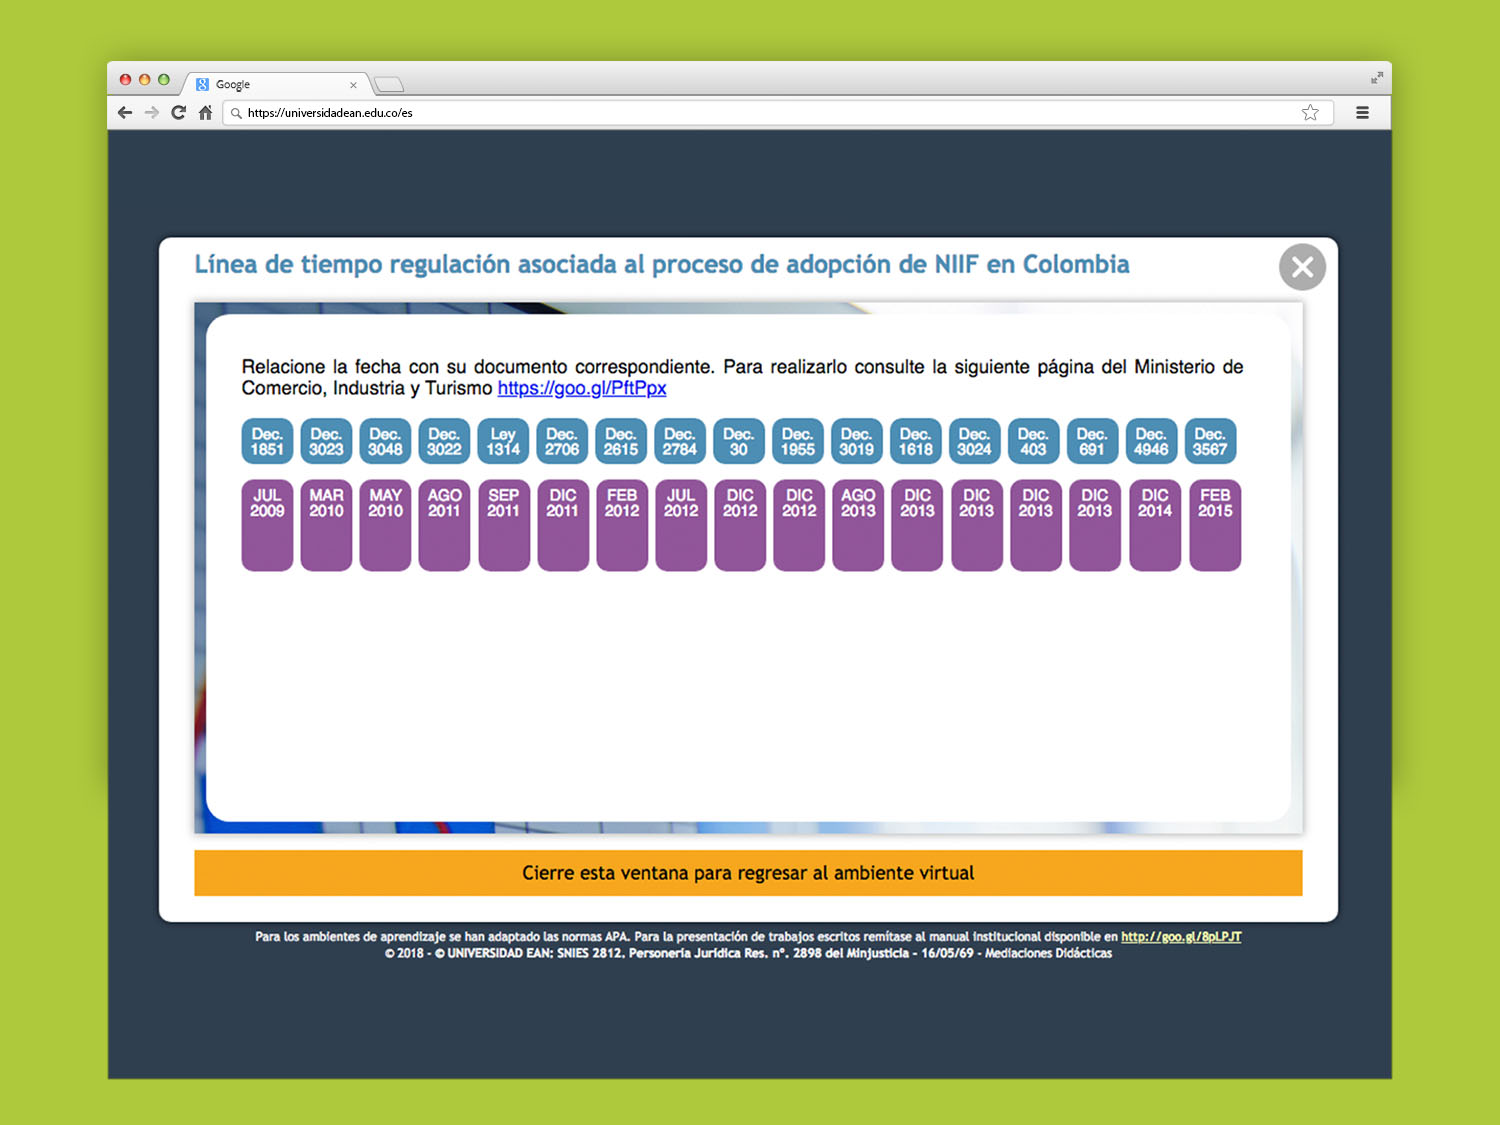 Google
https://universidadean.edu.co/es
Línea de tiempo regulación asociada al proceso de adopción de NIIF en Colombia
Relacione la fecha con su documento correspondiente. Para realizarlo consulte la siguiente página del Ministerio de
Comercio, Industria y Turismo https://goo.gl/PftPpx
Dec. Dec. Dec. Dec. Ley Dec. Dec. Dec. Dec. Dec. Dec. Dec. Dec. Dec. Dec. Dec. Dec.
1851 3023 3048 3022 1314 2706 2615 2784 30 1955 3019 1618 3024 403 691 4946 3567
JUL MAR MAY AGO SEP DIC FEB JUL DIC DIC AGO DIC DIC DIC DIC DIC FEB
2009 2010 2010 2011 2011 2011 2012 2012 2012 2012 2013 2013 2013 2013 2013 2014 2015
Cierre esta ventana para regresar al ambiente virtual
Para los ambientes de aprendizaje se han adaptado las normas APA. Para la presentación de trabajos escritos remítase al manual institucional disponible en http://goo.gl/8pLPJT
© 2018 - © UNIVERSIDAD EAN: SNIES 2812. Personería Jurídica Res. nº. 2898 del Minjusticia - 16/05/69 - Mediaciones Didácticas